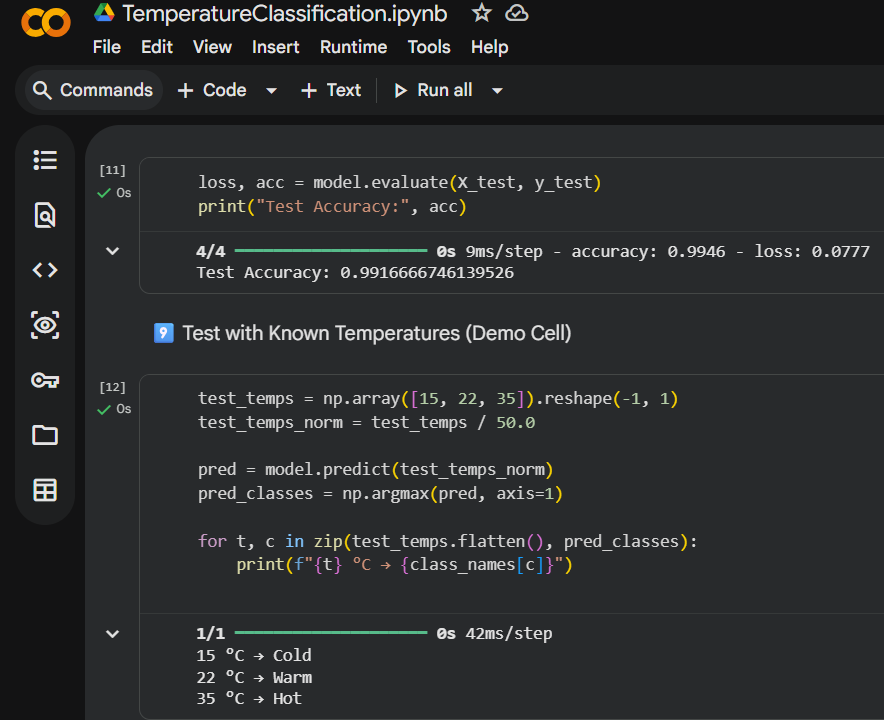 TemperatureClassification.ipynb
File Edit View Insert Runtime Tools Help
Commands + Code + Text Run all
[11]
0s
loss, acc = model.evaluate(X_test, y_test)
print("Test Accuracy:", acc)
4/4 ━━━━━━━━━━━━━━━━━━━━ 0s 9ms/step - accuracy: 0.9946 - loss: 0.0777
Test Accuracy: 0.9916666746139526
9️⃣ Test with Known Temperatures (Demo Cell)
[12]
0s
test_temps = np.array([15, 22, 35]).reshape(-1, 1)
test_temps_norm = test_temps / 50.0
pred = model.predict(test_temps_norm)
pred_classes = np.argmax(pred, axis=1)
for t, c in zip(test_temps.flatten(), pred_classes):
    print(f"{t} °C → {class_names[c]}")
1/1 ━━━━━━━━━━━━━━━━━━━━ 0s 42ms/step
15 °C → Cold
22 °C → Warm
35 °C → Hot